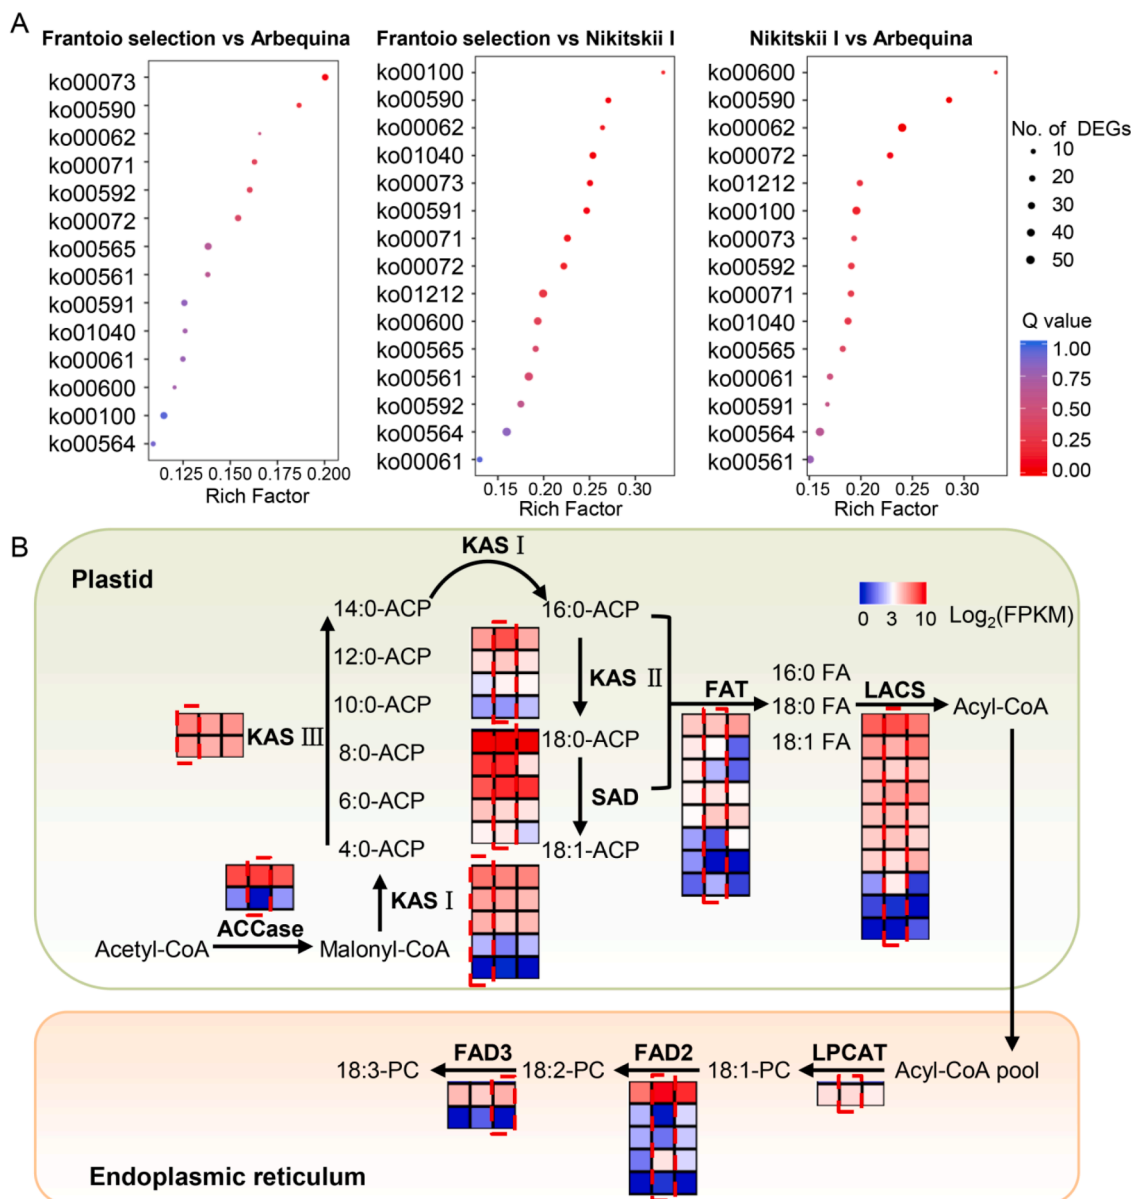 A
Frantoio selection vs Arbequina
ko00073
ko00590
ko00062
ko00071
ko00592
ko00072
ko00565
ko00561
ko00591
ko01040
ko00061
ko00600
ko00100
ko00564
0.125 0.150 0.175 0.200
Rich Factor
Frantoio selection vs Nikitskii I
ko00100
ko00590
ko00062
ko01040
ko00073
ko00591
ko00071
ko00072
ko01212
ko00600
ko00565
ko00561
ko00592
ko00564
ko00061
0.15 0.20 0.25 0.30
Rich Factor
Nikitskii I vs Arbequina
ko00600
ko00590
ko00062
ko00072
ko01212
ko00100
ko00073
ko00592
ko00071
ko01040
ko00565
ko00061
ko00591
ko00564
ko00561
0.15 0.20 0.25 0.30
Rich Factor
No. of DEGs
10
20
30
40
50
Q value
1.00
0.75
0.50
0.25
0.00
B
Plastid
KAS Ⅰ
14:0-ACP
12:0-ACP
10:0-ACP
8:0-ACP
6:0-ACP
4:0-ACP
KAS Ⅲ
16:0-ACP
KAS Ⅱ
18:0-ACP
SAD
18:1-ACP
KAS Ⅰ
ACCase
Acetyl-CoA
Malonyl-CoA
FAT
16:0 FA
18:0 FA
18:1 FA
LACS
Acyl-CoA
0 3 10
Log2(FPKM)
FAD3
FAD2
LPCAT
18:3-PC
18:2-PC
18:1-PC
Acyl-CoA pool
Endoplasmic reticulum